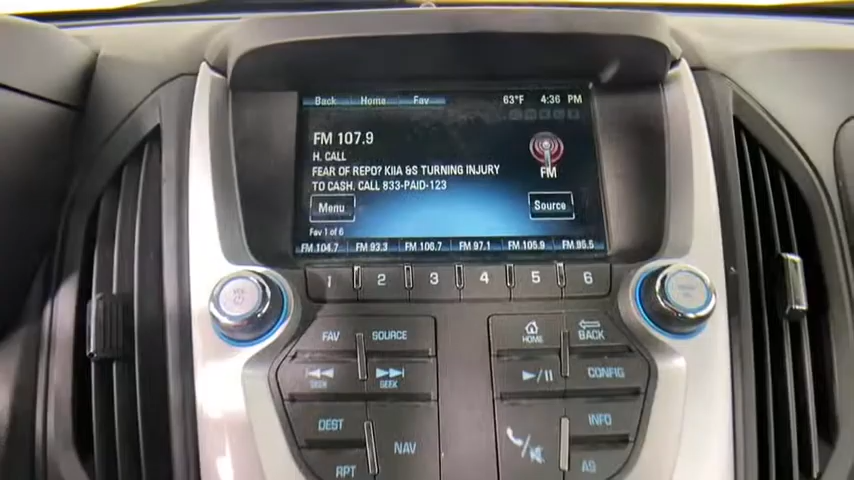 Back Home Fav 63°F 4:36 PM
FM 107.9
H. CALL
FEAR OF REPO? KIIA &S TURNING INJURY
TO CASH. CALL 833-PAID-123
FM
Menu Source
Fav 1 of 6
FM 104.7 FM 93.3 FM 106.7 FM 97.1 FM 105.9 FM 95.5
1 2 3 4 5 6
VOL
MENU
FAV SOURCE HOME BACK
SEEK SEEK CONFIG
DEST INFO
RPT NAV AS